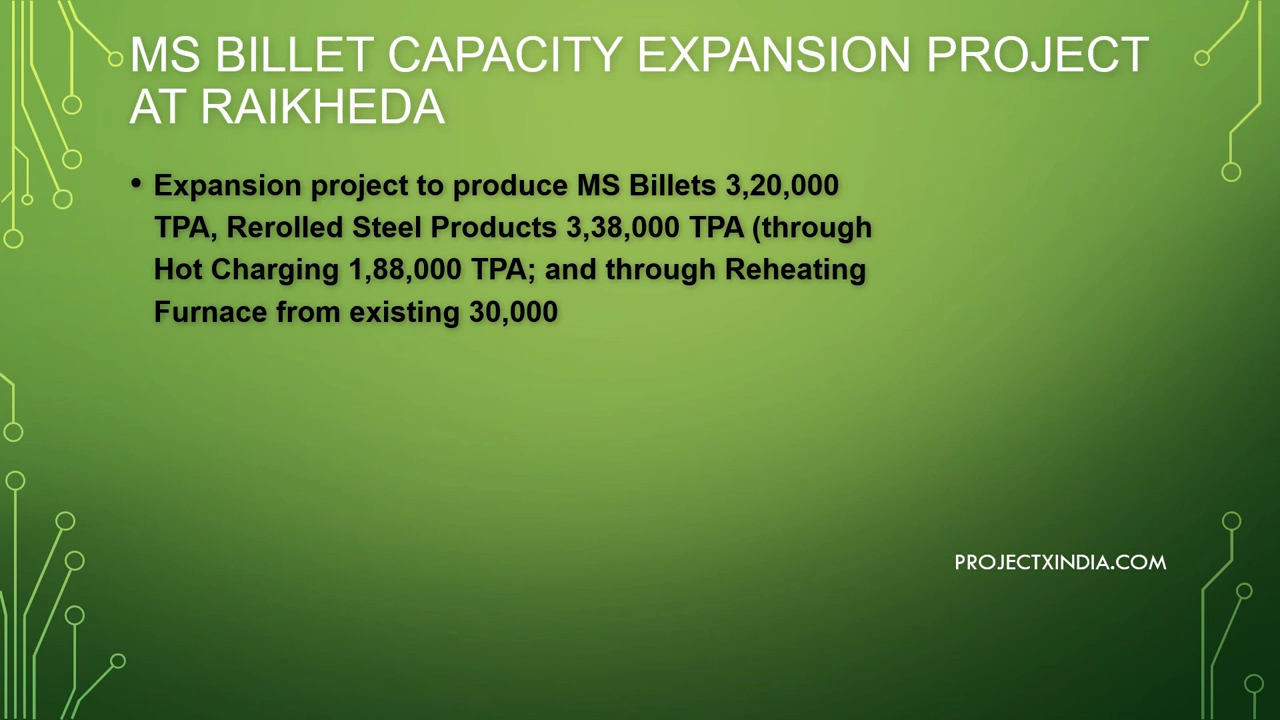 MS BILLET CAPACITY EXPANSION PROJECT
AT RAIKHEDA
• Expansion project to produce MS Billets 3,20,000
TPA, Rerolled Steel Products 3,38,000 TPA (through
Hot Charging 1,88,000 TPA; and through Reheating
Furnace from existing 30,000
PROJECTXINDIA.COM